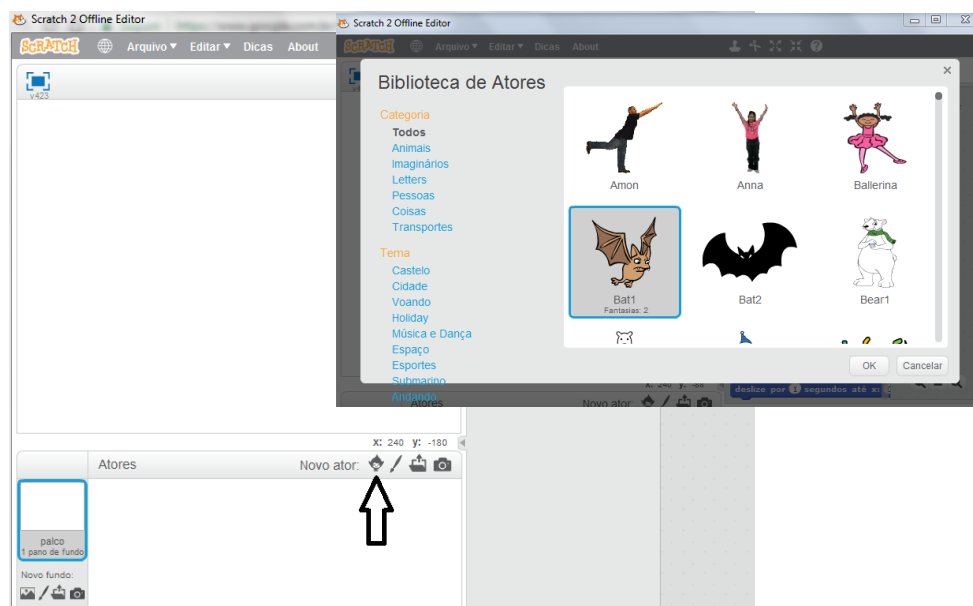 Scratch 2 Offline Editor
SCRATCH Arquivo Editar Dicas About
v423
x: 240 y: -180
Atores Novo ator:
palco
1 pano de fundo
Novo fundo:
Scratch 2 Offline Editor
SCRATCH Arquivo Editar Dicas About
Biblioteca de Atores
Categoria
Todos
Animais
Imaginários
Letters
Pessoas
Coisas
Transportes
Tema
Castelo
Cidade
Voando
Holiday
Música e Dança
Espaço
Esportes
Submarino
Andando
Amon Anna Ballerina
Bat1 Bat2 Bear1
Fantasias: 2
OK Cancelar
deslize por 1 segundos até x:
Atores Novo ator: